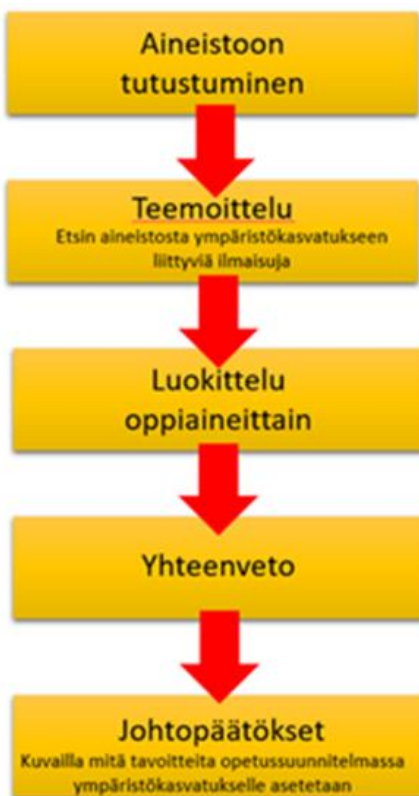 Aineistoon
tutustuminen
Teemoittelu
Etsin aineistosta ympäristökasvatukseen
liittyviä ilmaisuja
Luokittelu
oppiaineittain
Yhteenveto
Johtopäätökset
Kuvailla mitä tavoitteita opetussuunnitelmassa
ympäristökasvatukselle asetetaan